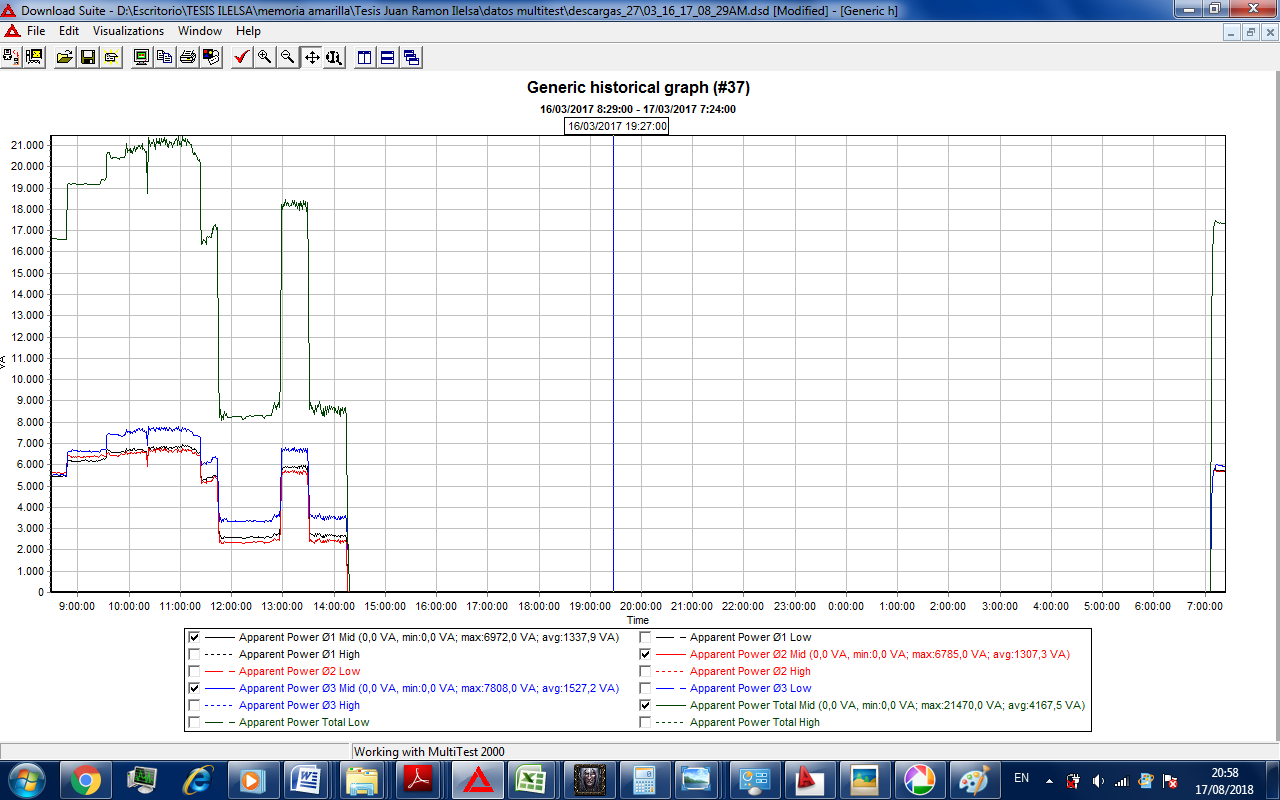 Download Suite - D:\Escritorio\TESIS ILELSA\memoria amarilla\Tesis Juan Ramon Ilelsa\datos multitest\descargas_27\03_16_17_08_29AM.dsd [Modified] - [Generic h]
File Edit Visualizations Window Help
Generic historical graph (#37)
16/03/2017 8:29:00 - 17/03/2017 7:24:00
16/03/2017 19:27:00
21.000
20.000
19.000
18.000
17.000
16.000
15.000
14.000
13.000
12.000
11.000
VA
10.000
9.000
8.000
7.000
6.000
5.000
4.000
3.000
2.000
1.000
0
9:00:00 10:00:00 11:00:00 12:00:00 13:00:00 14:00:00 15:00:00 16:00:00 17:00:00 18:00:00 19:00:00 20:00:00 21:00:00 22:00:00 23:00:00 0:00:00 1:00:00 2:00:00 3:00:00 4:00:00 5:00:00 6:00:00 7:00:00
Time
Apparent Power Ø1 Mid (0,0 VA, min:0,0 VA; max:6972,0 VA; avg:1337,9 VA) Apparent Power Ø1 Low
Apparent Power Ø1 High Apparent Power Ø2 Mid (0,0 VA, min:0,0 VA; max:6785,0 VA; avg:1307,3 VA)
Apparent Power Ø2 Low Apparent Power Ø2 High
Apparent Power Ø3 Mid (0,0 VA, min:0,0 VA; max:7808,0 VA; avg:1527,2 VA) Apparent Power Ø3 Low
Apparent Power Ø3 High Apparent Power Total Mid (0,0 VA, min:0,0 VA; max:21470,0 VA; avg:4167,5 VA)
Apparent Power Total Low Apparent Power Total High
Working with MultiTest 2000
EN 20:58
17/08/2018